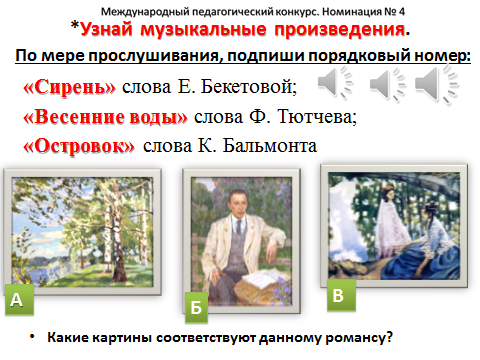 Международный педагогический конкурс. Номинация № 4
*Узнай музыкальные произведения.
По мере прослушивания, подпиши порядковый номер:
«Сирень» слова Е. Бекетовой;
«Весенние воды» слова Ф. Тютчева;
«Островок» слова К. Бальмонта
А
Б
В
• Какие картины соответствуют данному романсу?